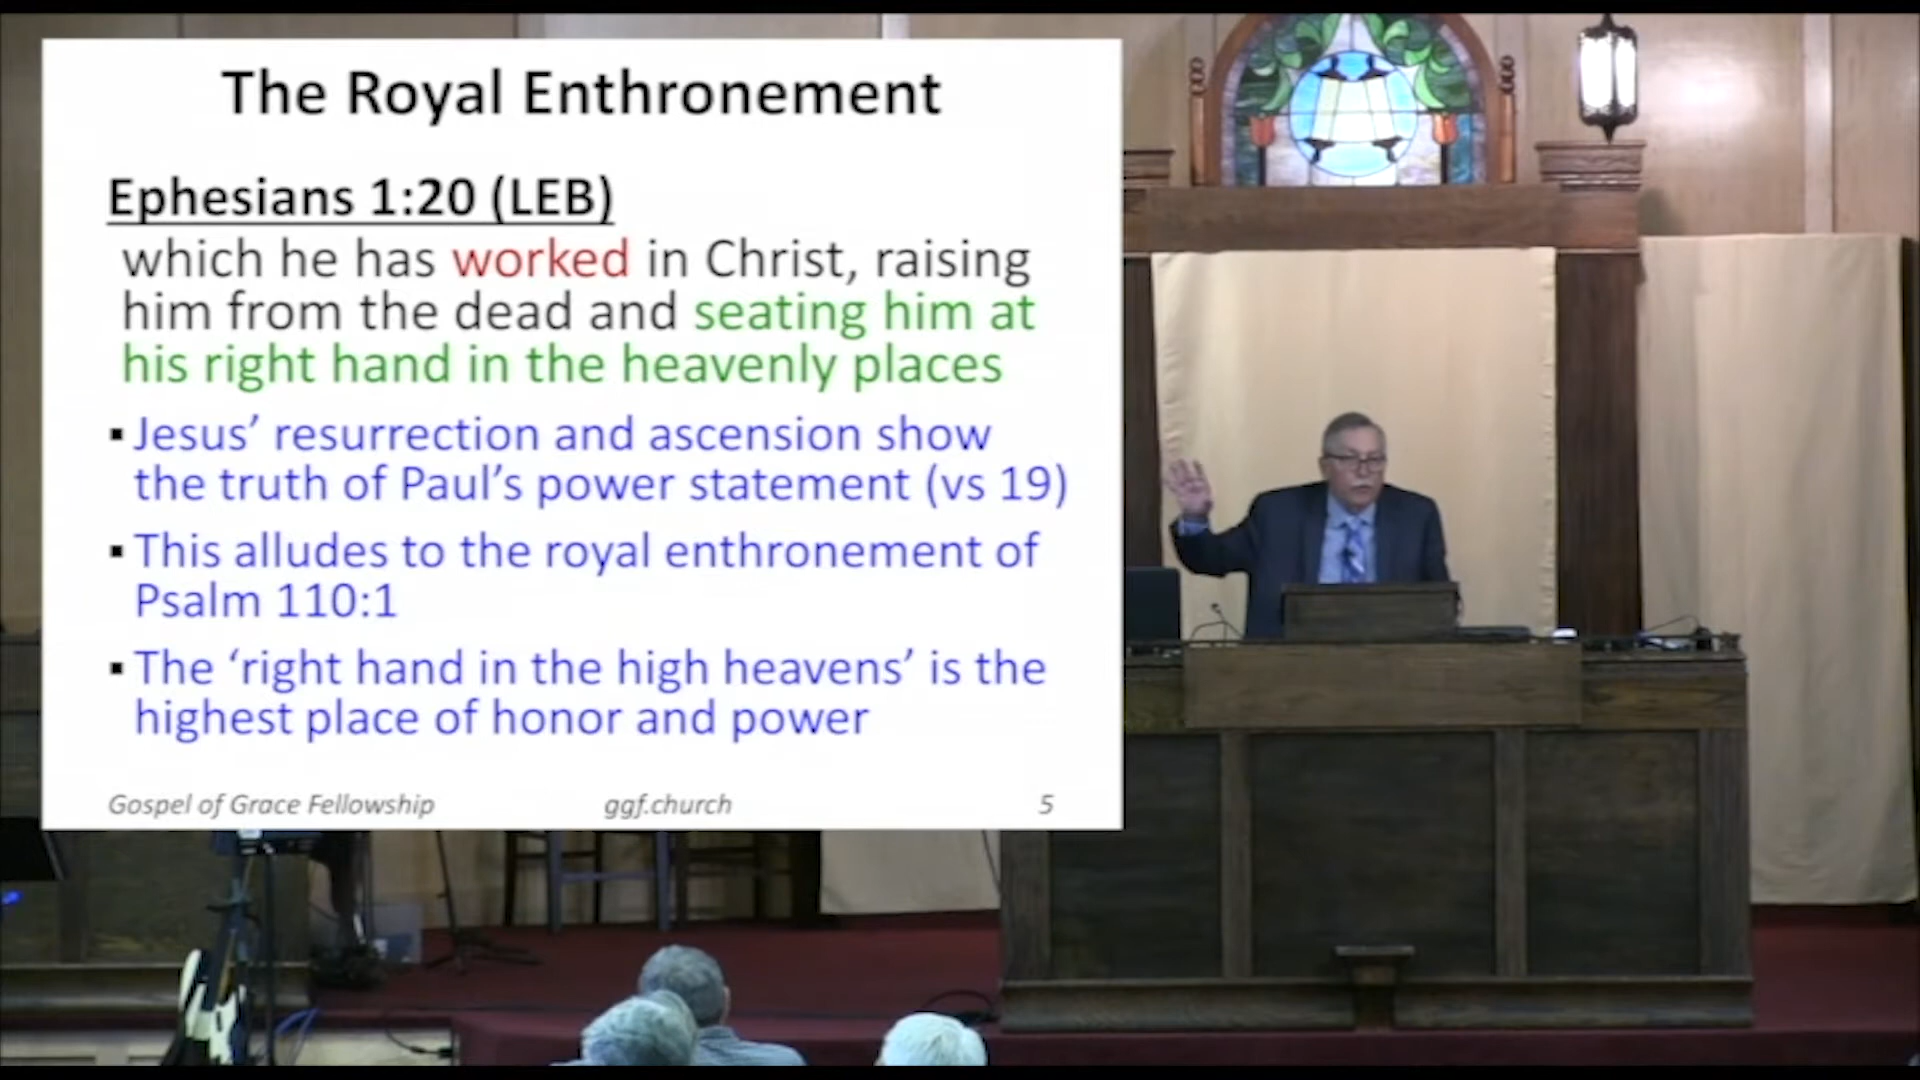 The Royal Enthronement
Ephesians 1:20 (LEB)
which he has worked in Christ, raising
him from the dead and seating him at
his right hand in the heavenly places
▪ Jesus’ resurrection and ascension show
the truth of Paul’s power statement (vs 19)
▪ This alludes to the royal enthronement of
Psalm 110:1
▪ The ‘right hand in the high heavens’ is the
highest place of honor and power
Gospel of Grace Fellowship ggf.church 5